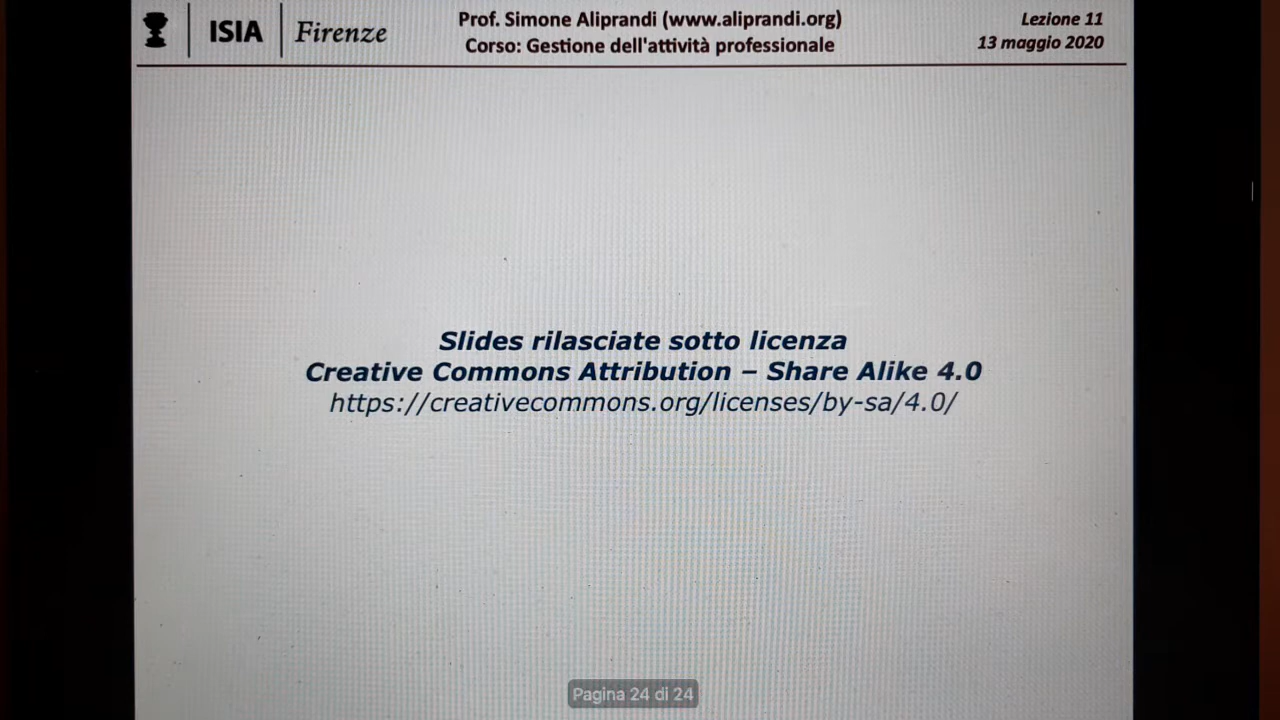 ISIA Firenze
Prof. Simone Aliprandi (www.aliprandi.org)
Corso: Gestione dell'attività professionale
Lezione 11
13 maggio 2020
Slides rilasciate sotto licenza
Creative Commons Attribution – Share Alike 4.0
https://creativecommons.org/licenses/by-sa/4.0/
Pagina 24 di 24